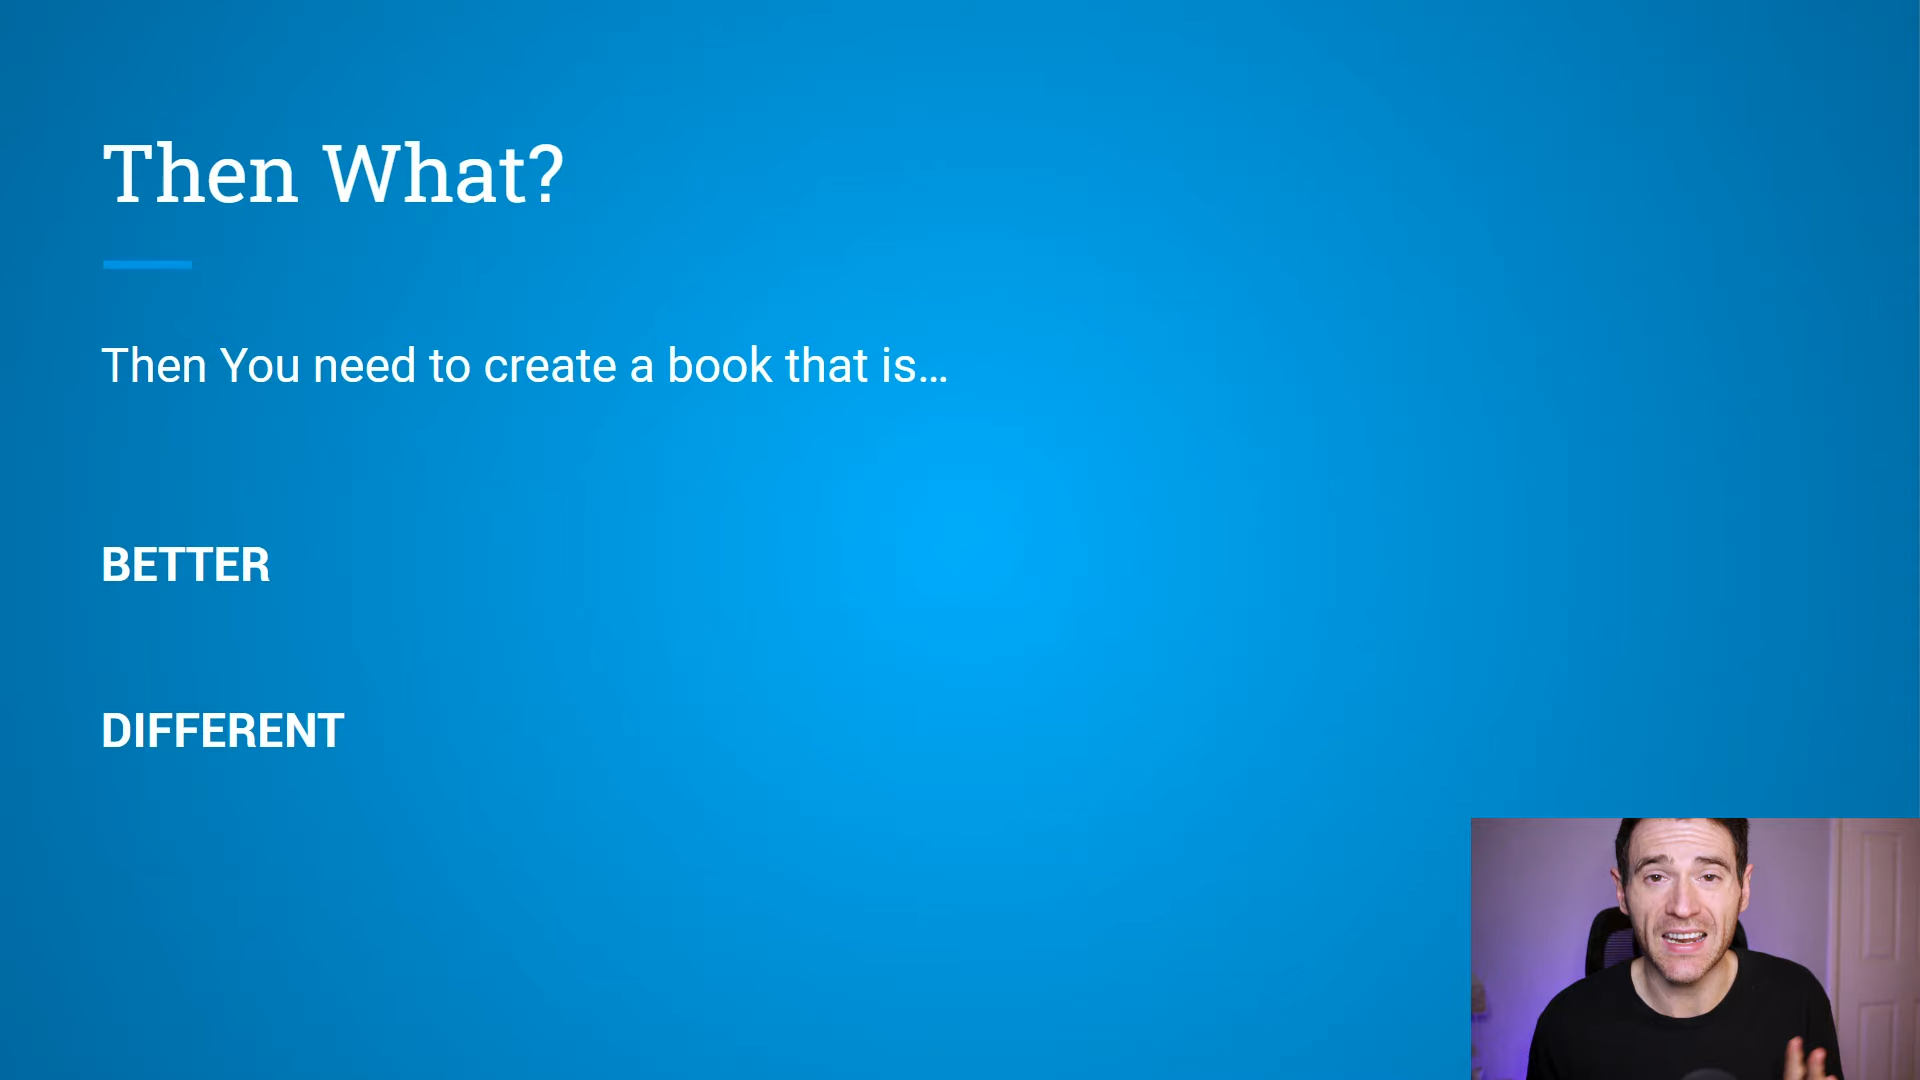 Then What?
Then You need to create a book that is...
BETTER
DIFFERENT